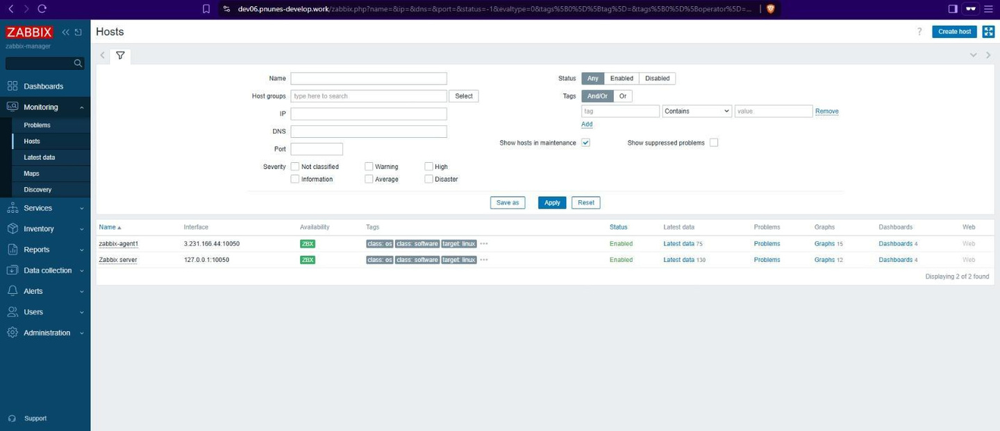 dev06.pnunes-develop.work/zabbix.php?name=&ip=&dns=&port=&status=-1&evaltype=0&tags%5B0%5D%5Btag%5D=&tags%5B0%5D%5Boperator%5D=...
ZABBIX
zabbix-manager
Dashboards
Monitoring
Problems
Hosts
Latest data
Maps
Discovery
Services
Inventory
Reports
Data collection
Alerts
Users
Administration
Support
Hosts
? Create host
Name
Host groups type here to search Select
IP
DNS
Port
Severity Not classified Warning High
Information Average Disaster
Status Any Enabled Disabled
Tags And/Or Or
tag Contains value Remove
Add
Show hosts in maintenance Show suppressed problems
Save as Apply Reset
Name Interface Availability Tags Status Latest data Problems Graphs Dashboards Web
zabbix-agent1 3.231.166.44:10050 ZBX class: os class: software target: linux ••• Enabled Latest data 75 Problems Graphs 15 Dashboards 4 Web
Zabbix server 127.0.0.1:10050 ZBX class: os class: software target: linux ••• Enabled Latest data 130 Problems Graphs 12 Dashboards 4 Web
Displaying 2 of 2 found